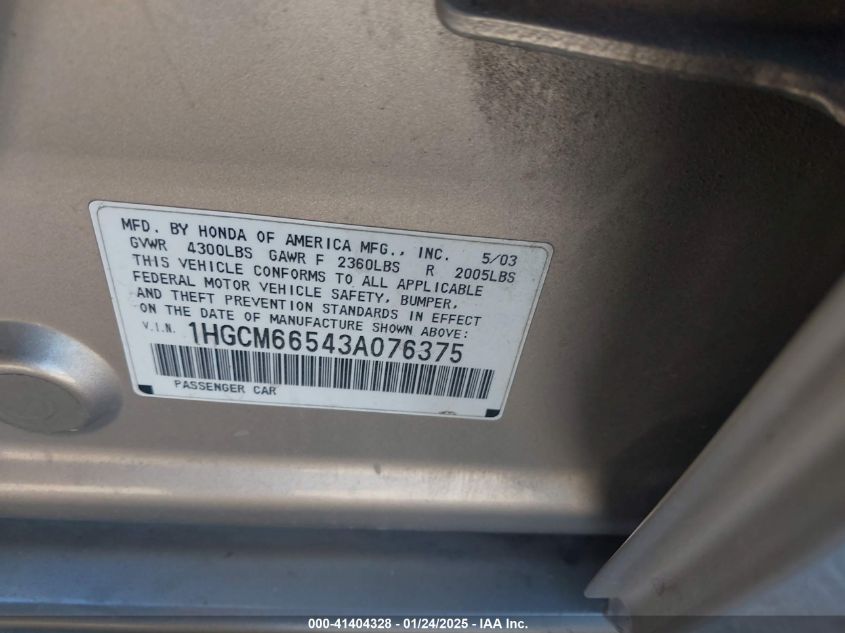 MFD. BY HONDA OF AMERICA MFG., INC. 5/03
GVWR 4300LBS GAWR F 2360LBS R 2005LBS
THIS VEHICLE CONFORMS TO ALL APPLICABLE
FEDERAL MOTOR VEHICLE SAFETY, BUMPER,
AND THEFT PREVENTION STANDARDS IN EFFECT
ON THE DATE OF MANUFACTURE SHOWN ABOVE:
V.I.N. 1HGCM66543A076375
PASSENGER CAR
000-41404328 - 01/24/2025 - IAA Inc.